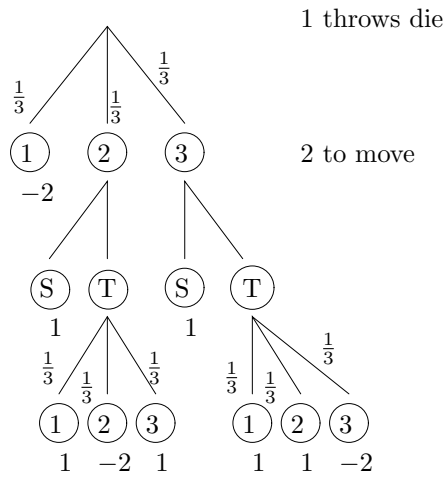 1 throws die
1/3 1/3 1/3
1 2 3 2 to move
−2
S T S T
1 1
1/3 1/3 1/3 1/3 1/3 1/3
1 2 3 1 2 3
1 −2 1 1 1 −2